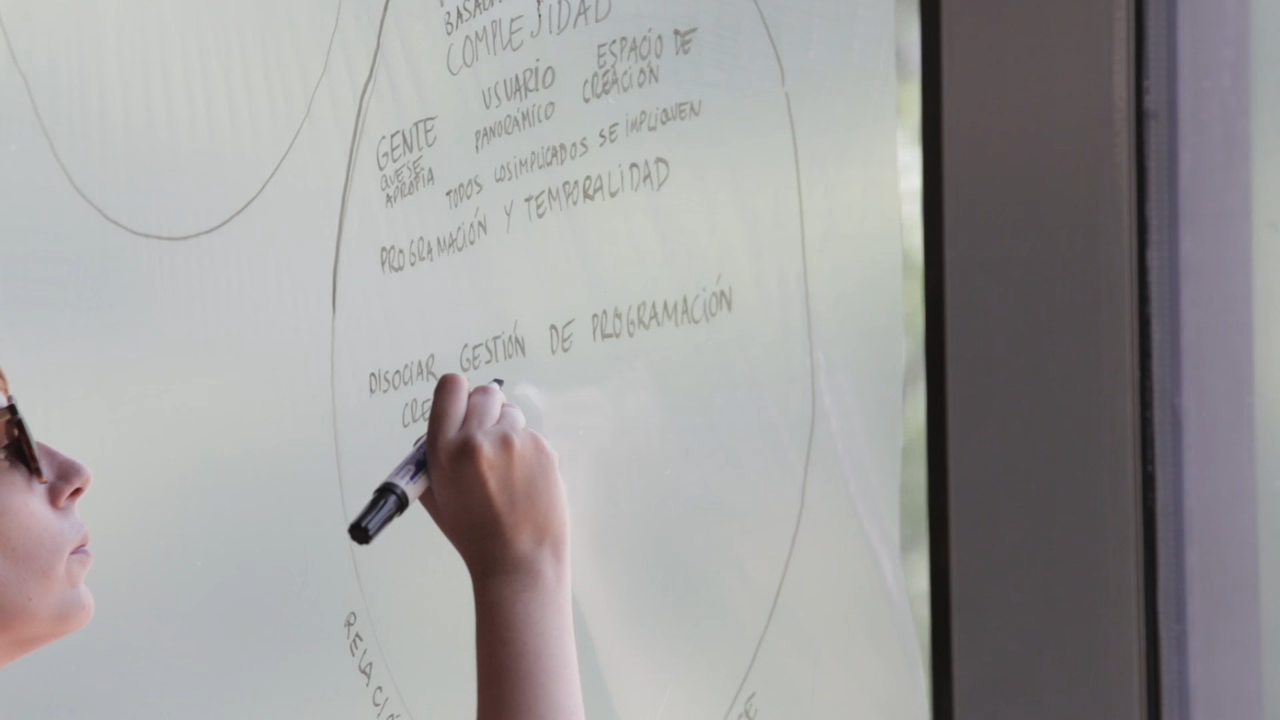 COMPLEJIDAD
USUARIO ESPACIO DE
PANORÁMICO CREACIÓN
GENTE
QUE SE
APROPIA
TODOS LOS IMPLICADOS SE IMPLIQUEN
PROGRAMACIÓN Y TEMPORALIDAD
DISOCIAR GESTIÓN DE PROGRAMACIÓN
CRE